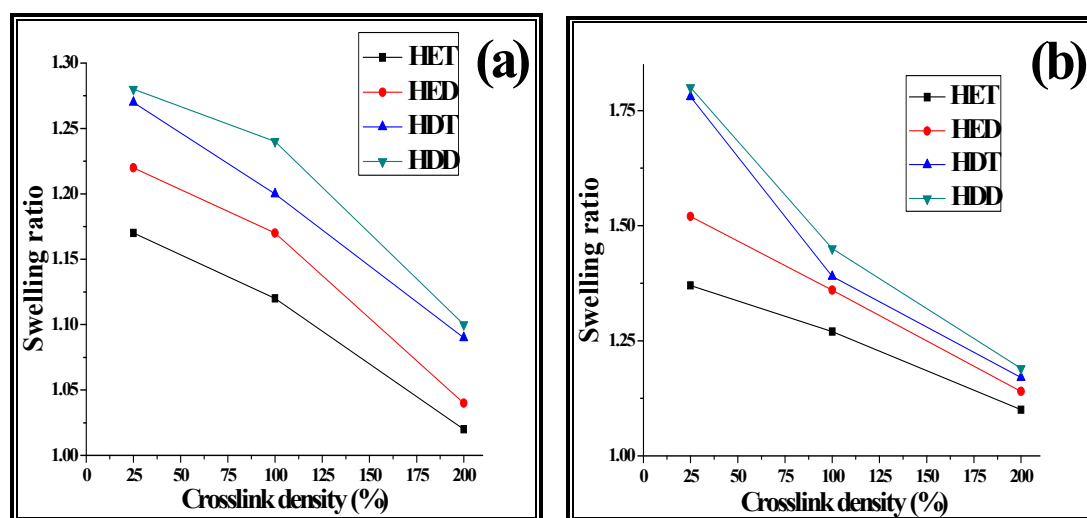 (a)
HET
HED
HDT
HDD
1.30
1.25
1.20
1.15
1.10
1.05
1.00
Swelling ratio
0 25 50 75 100 125 150 175 200
Crosslink density (%)
(b)
HET
HED
HDT
HDD
1.75
1.50
1.25
1.00
Swelling ratio
0 25 50 75 100 125 150 175 200
Crosslink density (%)